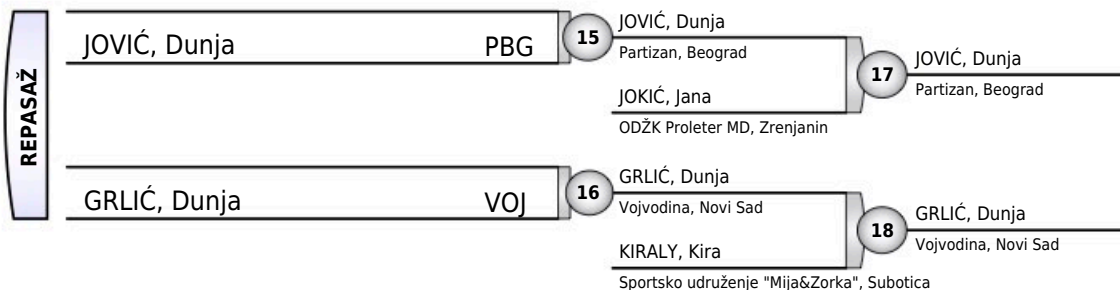 REPASAŽ
JOVIĆ, Dunja PBG
15
JOVIĆ, Dunja
Partizan, Beograd
JOKIĆ, Jana
ODŽK Proleter MD, Zrenjanin
17
JOVIĆ, Dunja
Partizan, Beograd
GRLIĆ, Dunja VOJ
16
GRLIĆ, Dunja
Vojvodina, Novi Sad
KIRALY, Kira
Sportsko udruženje "Mija&Zorka", Subotica
18
GRLIĆ, Dunja
Vojvodina, Novi Sad